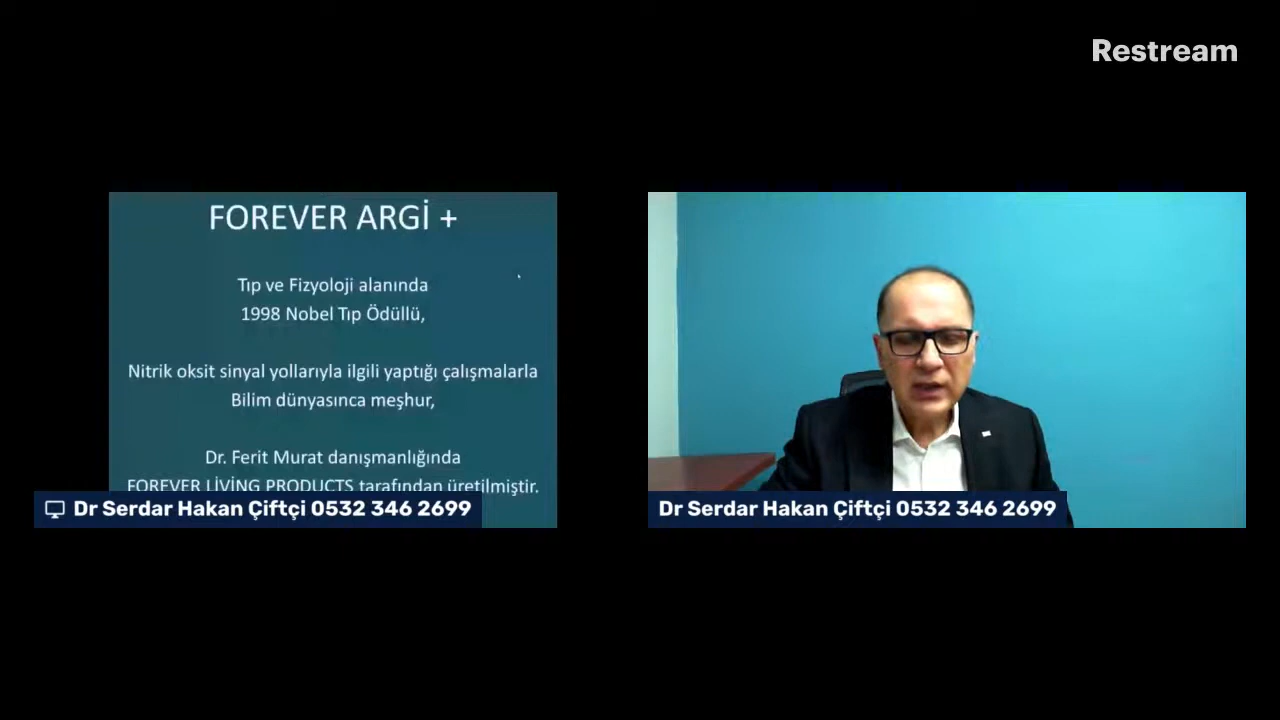 Restream
FOREVER ARGİ +
Tıp ve Fizyoloji alanında
1998 Nobel Tıp Ödüllü,
Nitrik oksit sinyal yollarıyla ilgili yaptığı çalışmalarla
Bilim dünyasınca meşhur,
Dr. Ferit Murat danışmanlığında
FOREVER LİVİNG PRODUCTS tarafından üretilmiştir.
Dr Serdar Hakan Çiftçi 0532 346 2699
Dr Serdar Hakan Çiftçi 0532 346 2699